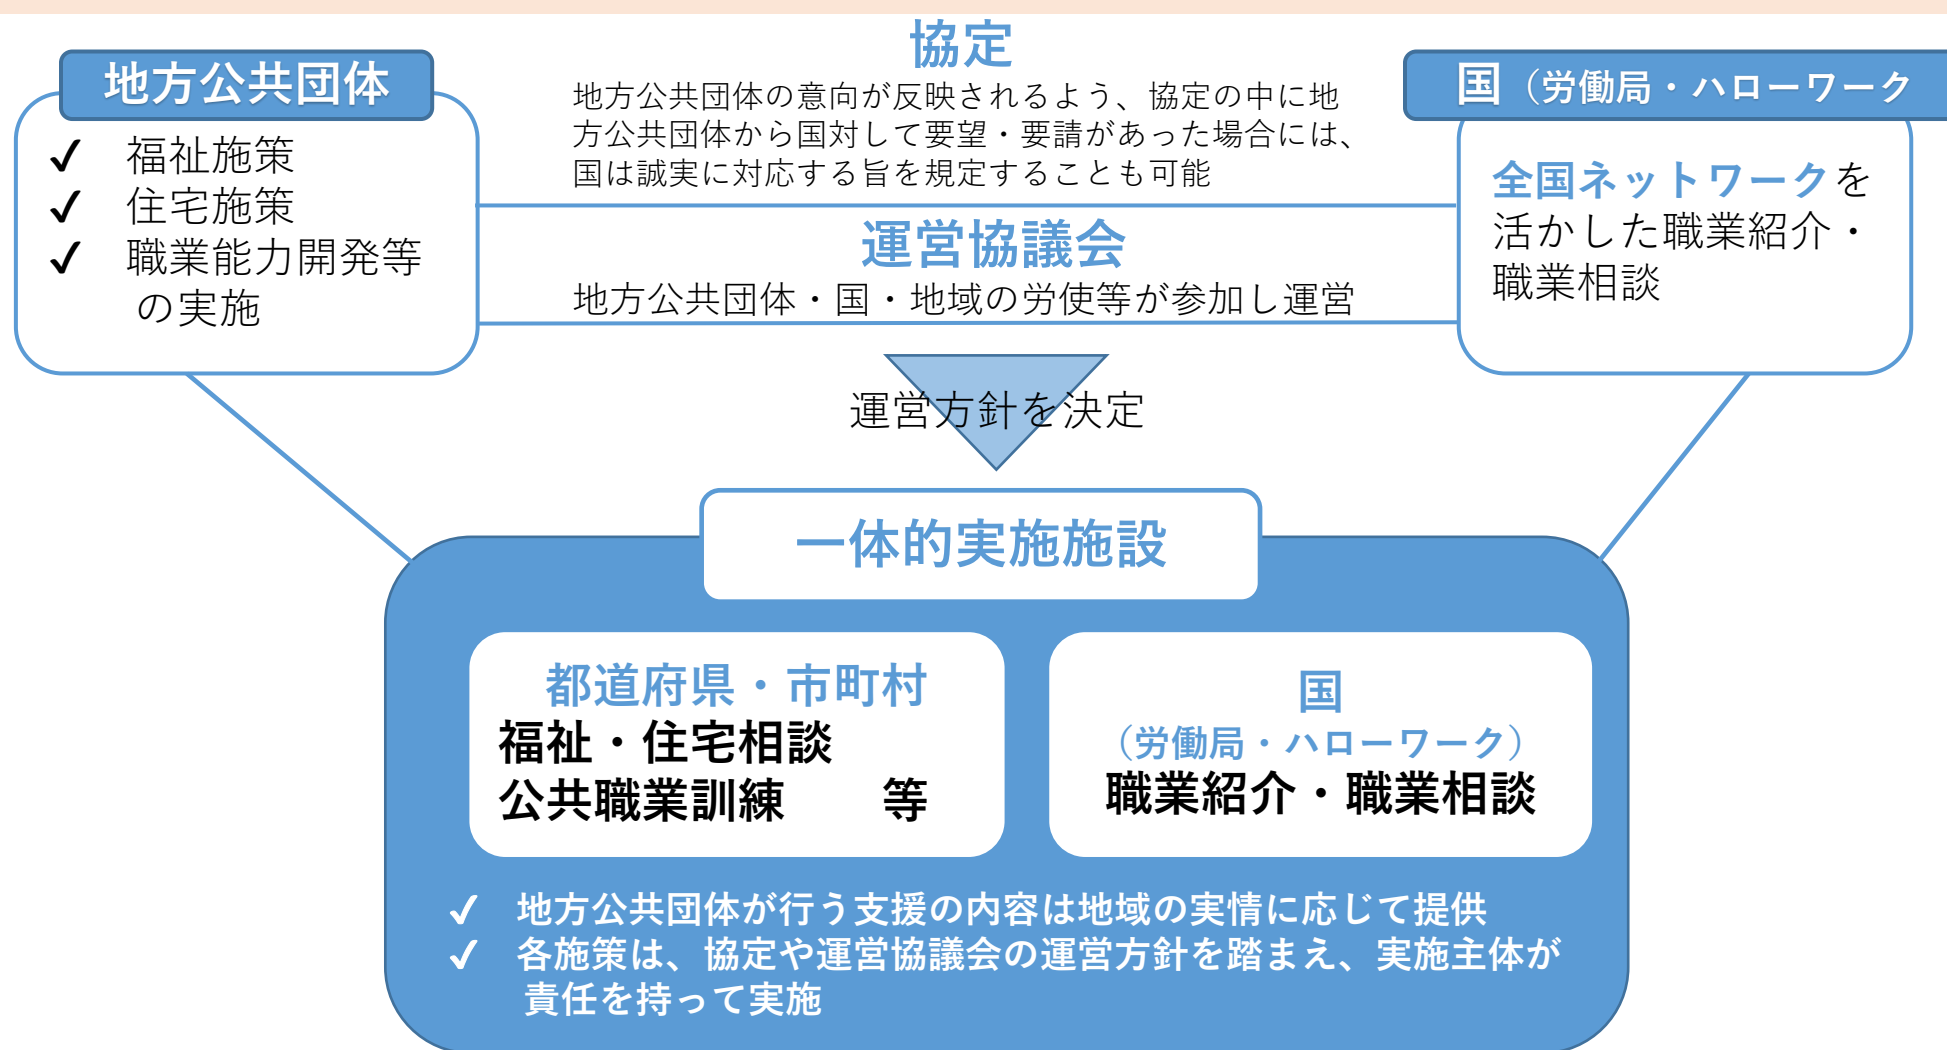 協定
地方公共団体の意向が反映されるよう、協定の中に地
方公共団体から国対して要望・要請があった場合には、
国は誠実に対応する旨を規定することも可能
地方公共団体
✓ 福祉施策
✓ 住宅施策
✓ 職業能力開発等
の実施
国（労働局・ハローワーク
全国ネットワークを
活かした職業紹介・
職業相談
運営協議会
地方公共団体・国・地域の労使等が参加し運営
運営方針を決定
一体的実施施設
都道府県・市町村
福祉・住宅相談
公共職業訓練　　等
国
（労働局・ハローワーク）
職業紹介・職業相談
✓ 地方公共団体が行う支援の内容は地域の実情に応じて提供
✓ 各施策は、協定や運営協議会の運営方針を踏まえ、実施主体が
責任を持って実施